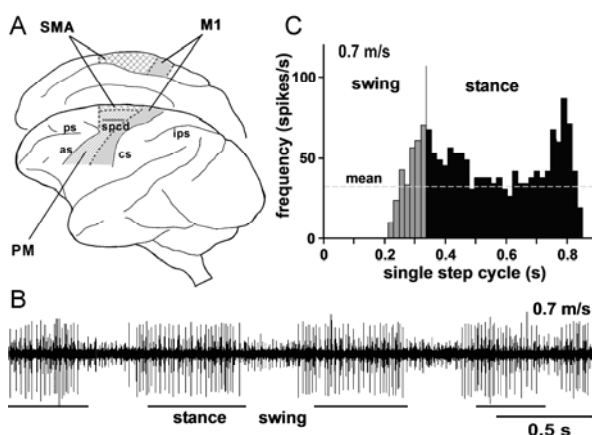 A
SMA
M1
ps
spcd
ips
as
cs
PM
C
0.7 m/s
swing
stance
frequency (spikes/s)
100
50
0
mean
0 0.2 0.4 0.6 0.8
single step cycle (s)
B
0.7 m/s
stance swing
0.5 s